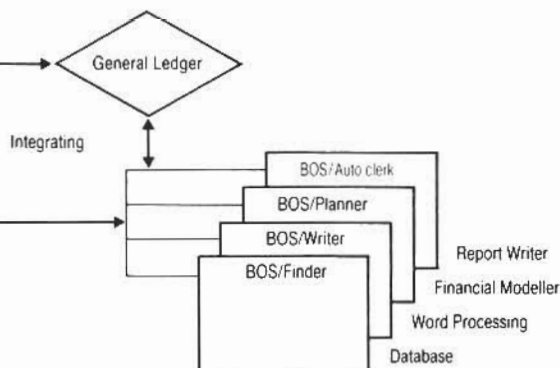 General Ledger
Integrating
BOS/Auto clerk
BOS/Planner
BOS/Writer
BOS/Finder
Report Writer
Financial Modeller
Word Processing
Database